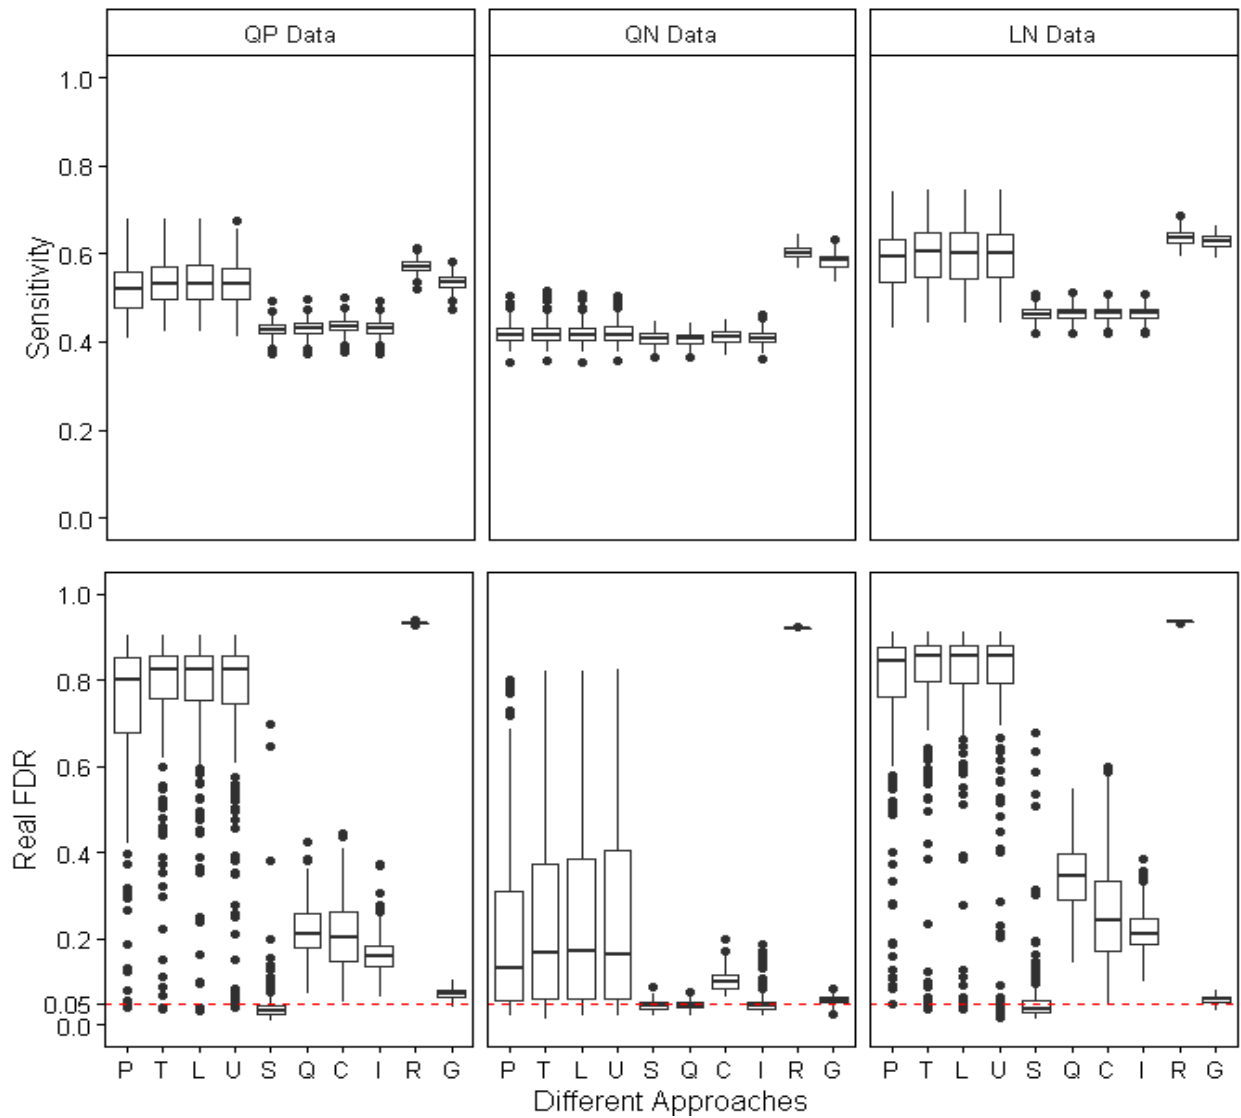 QP Data
QN Data
LN Data
Sensitivity
1.0
0.8
0.6
0.4
0.2
0.0
Real FDR
1.0
0.8
0.6
0.4
0.2
0.05
0.0
P T L U S Q C I R G
P T L U S Q C I R G
P T L U S Q C I R G
Different Approaches